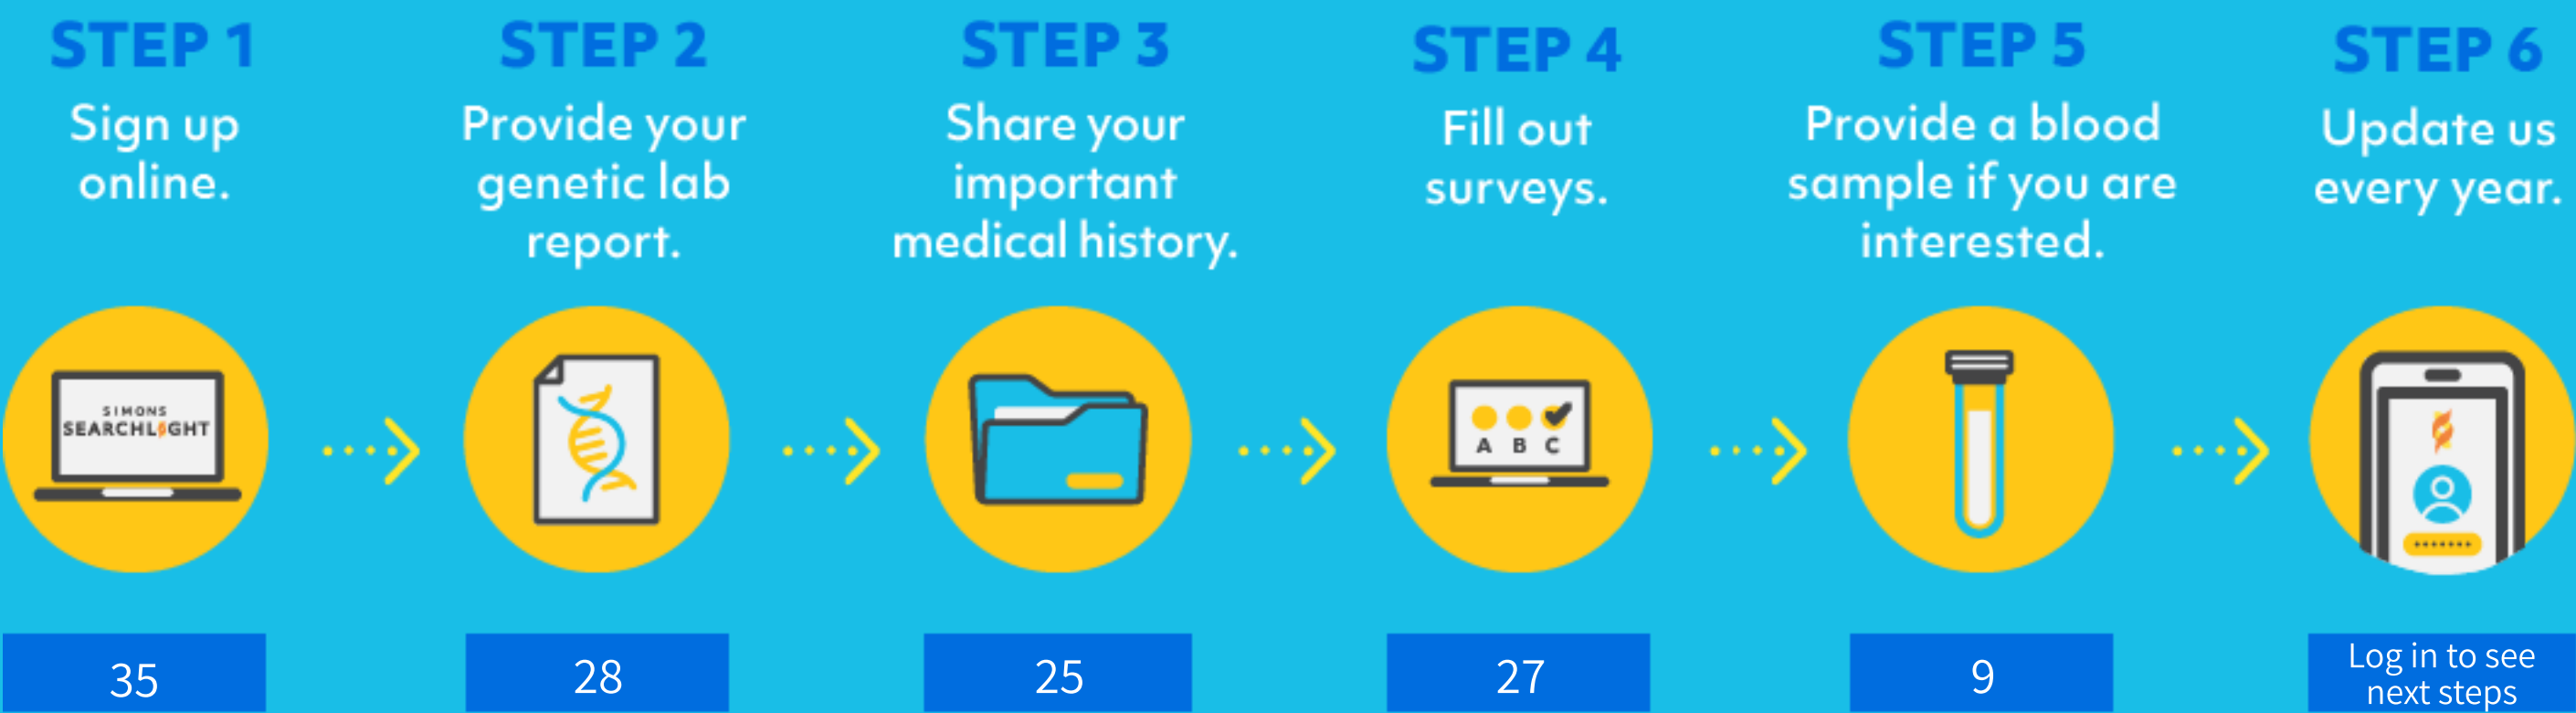 STEP 1
Sign up
online.
SIMONS
SEARCHLIGHT
35
STEP 2
Provide your
genetic lab
report.
28
STEP 3
Share your
important
medical history.
25
STEP 4
Fill out
surveys.
A B C
27
STEP 5
Provide a blood
sample if you are
interested.
9
STEP 6
Update us
every year.
Log in to see
next steps